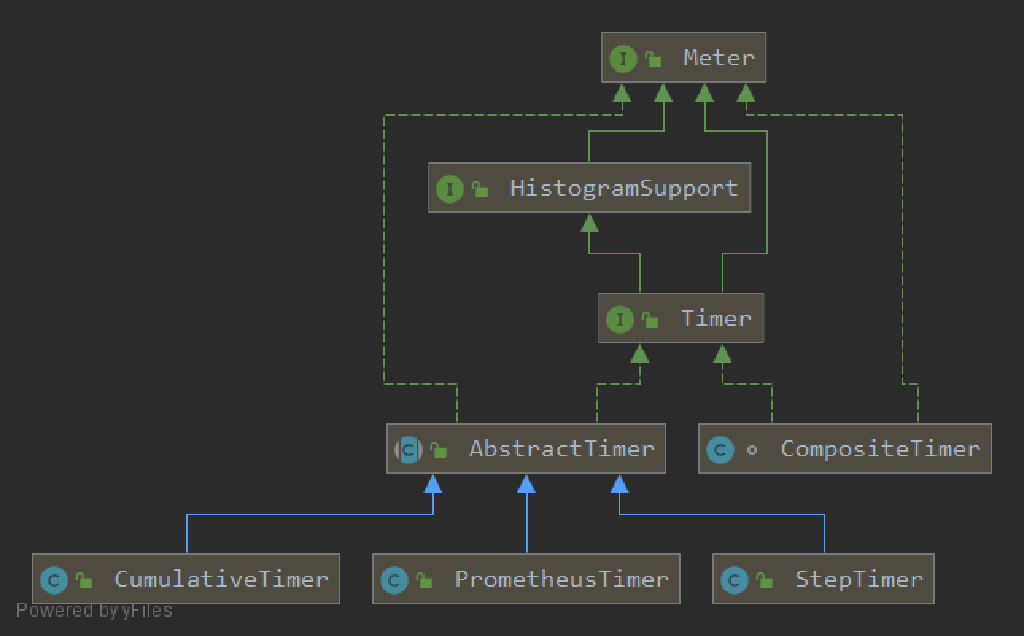 I Meter
I HistogramSupport
I Timer
C AbstractTimer
C CompositeTimer
C CumulativeTimer
C PrometheusTimer
C StepTimer
Powered by yFiles